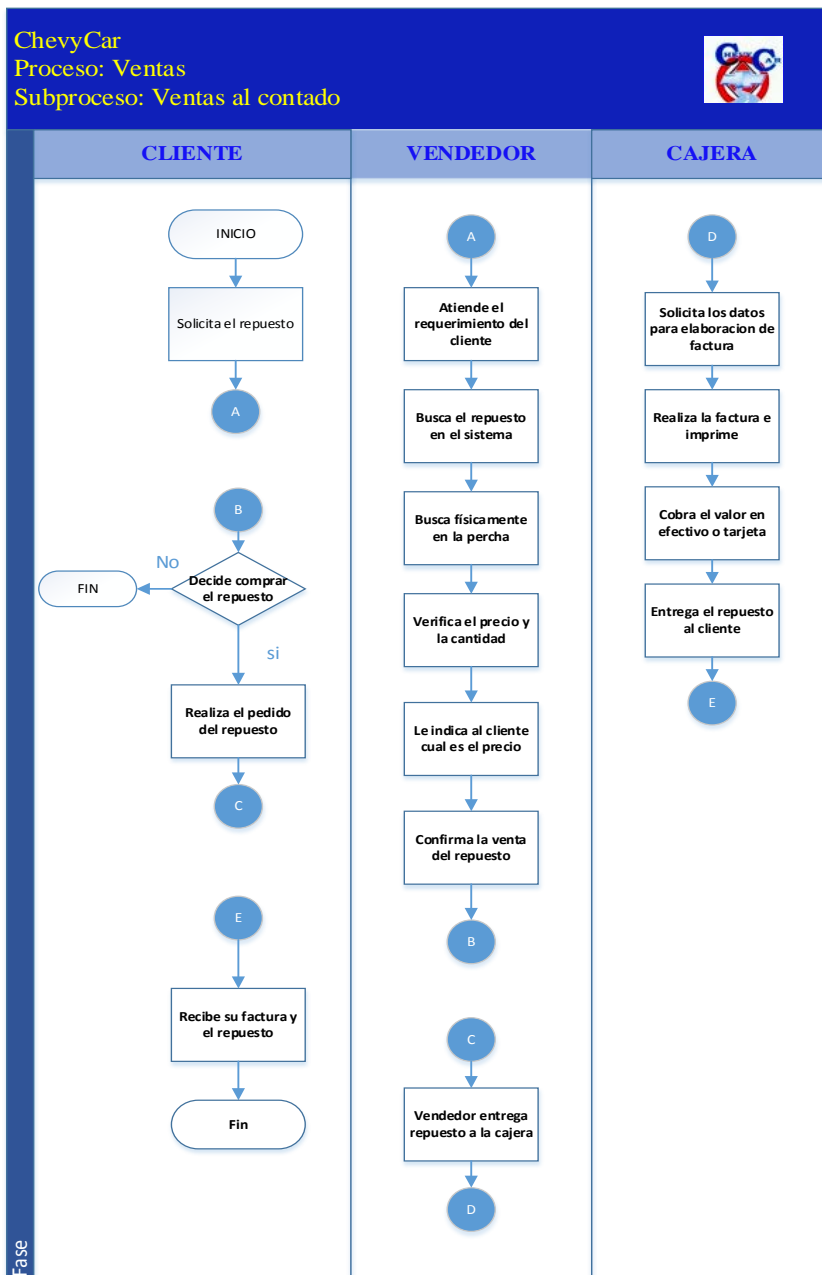 ChevyCar
Proceso: Ventas
Subproceso: Ventas al contado
CHEVY CAR
CLIENTE
VENDEDOR
CAJERA
INICIO
Solicita el repuesto
A
B
Decide comprar
el repuesto
No
FIN
si
Realiza el pedido
del repuesto
C
E
Recibe su factura y
el repuesto
Fin
A
Atiende el
requerimiento del
cliente
Busca el repuesto
en el sistema
Busca físicamente
en la percha
Verifica el precio y
la cantidad
Le indica al cliente
cual es el precio
Confirma la venta
del repuesto
B
C
Vendedor entrega
repuesto a la cajera
D
D
Solicita los datos
para elaboracion de
factura
Realiza la factura e
imprime
Cobra el valor en
efectivo o tarjeta
Entrega el repuesto
al cliente
E
Fase